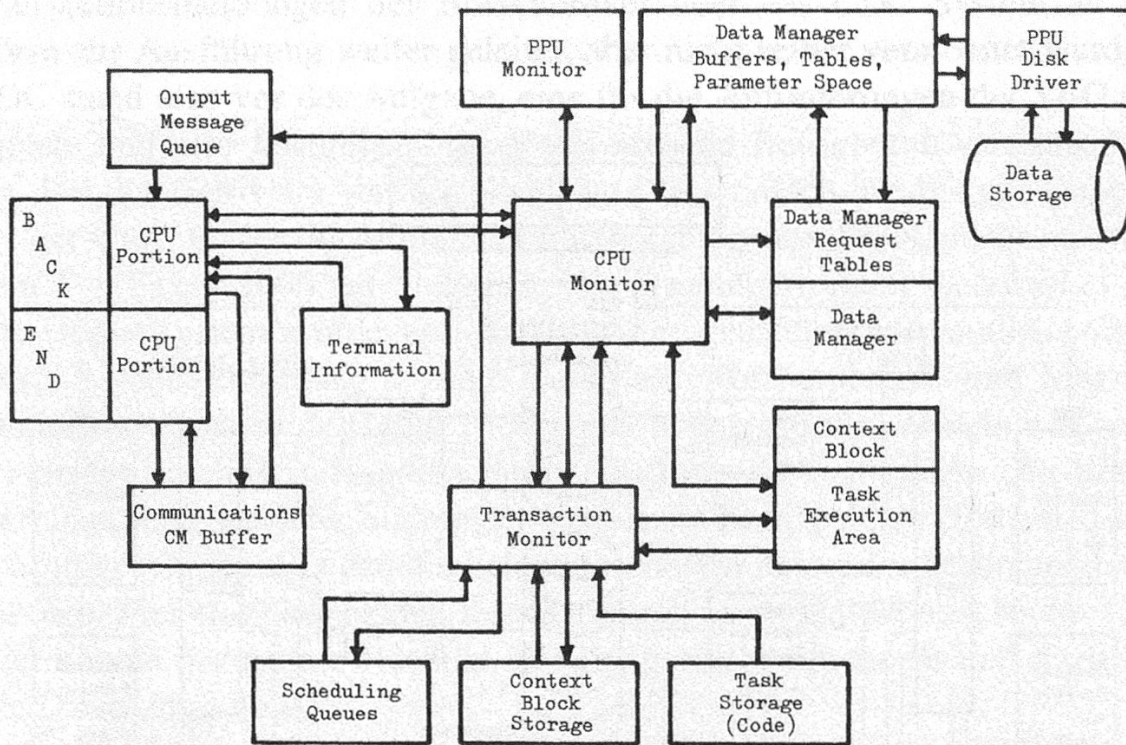 PPU
Monitor
Data Manager
Buffers, Tables,
Parameter Space
PPU
Disk
Driver
Output
Message
Queue
Data
Storage
BACK
CPU
Portion
CPU
Monitor
Data Manager
Request
Tables
END
CPU
Portion
Terminal
Information
Data
Manager
Context
Block
Communications
CM Buffer
Transaction
Monitor
Task
Execution
Area
Scheduling
Queues
Context
Block
Storage
Task
Storage
(Code)